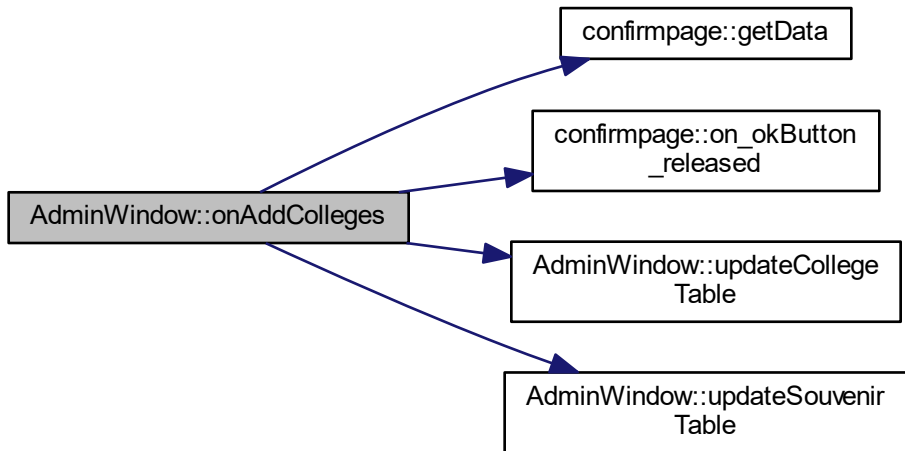 confirmpage::getData
confirmpage::on_okButton
_released
AdminWindow::onAddColleges
AdminWindow::updateCollege
Table
AdminWindow::updateSouvenir
Table